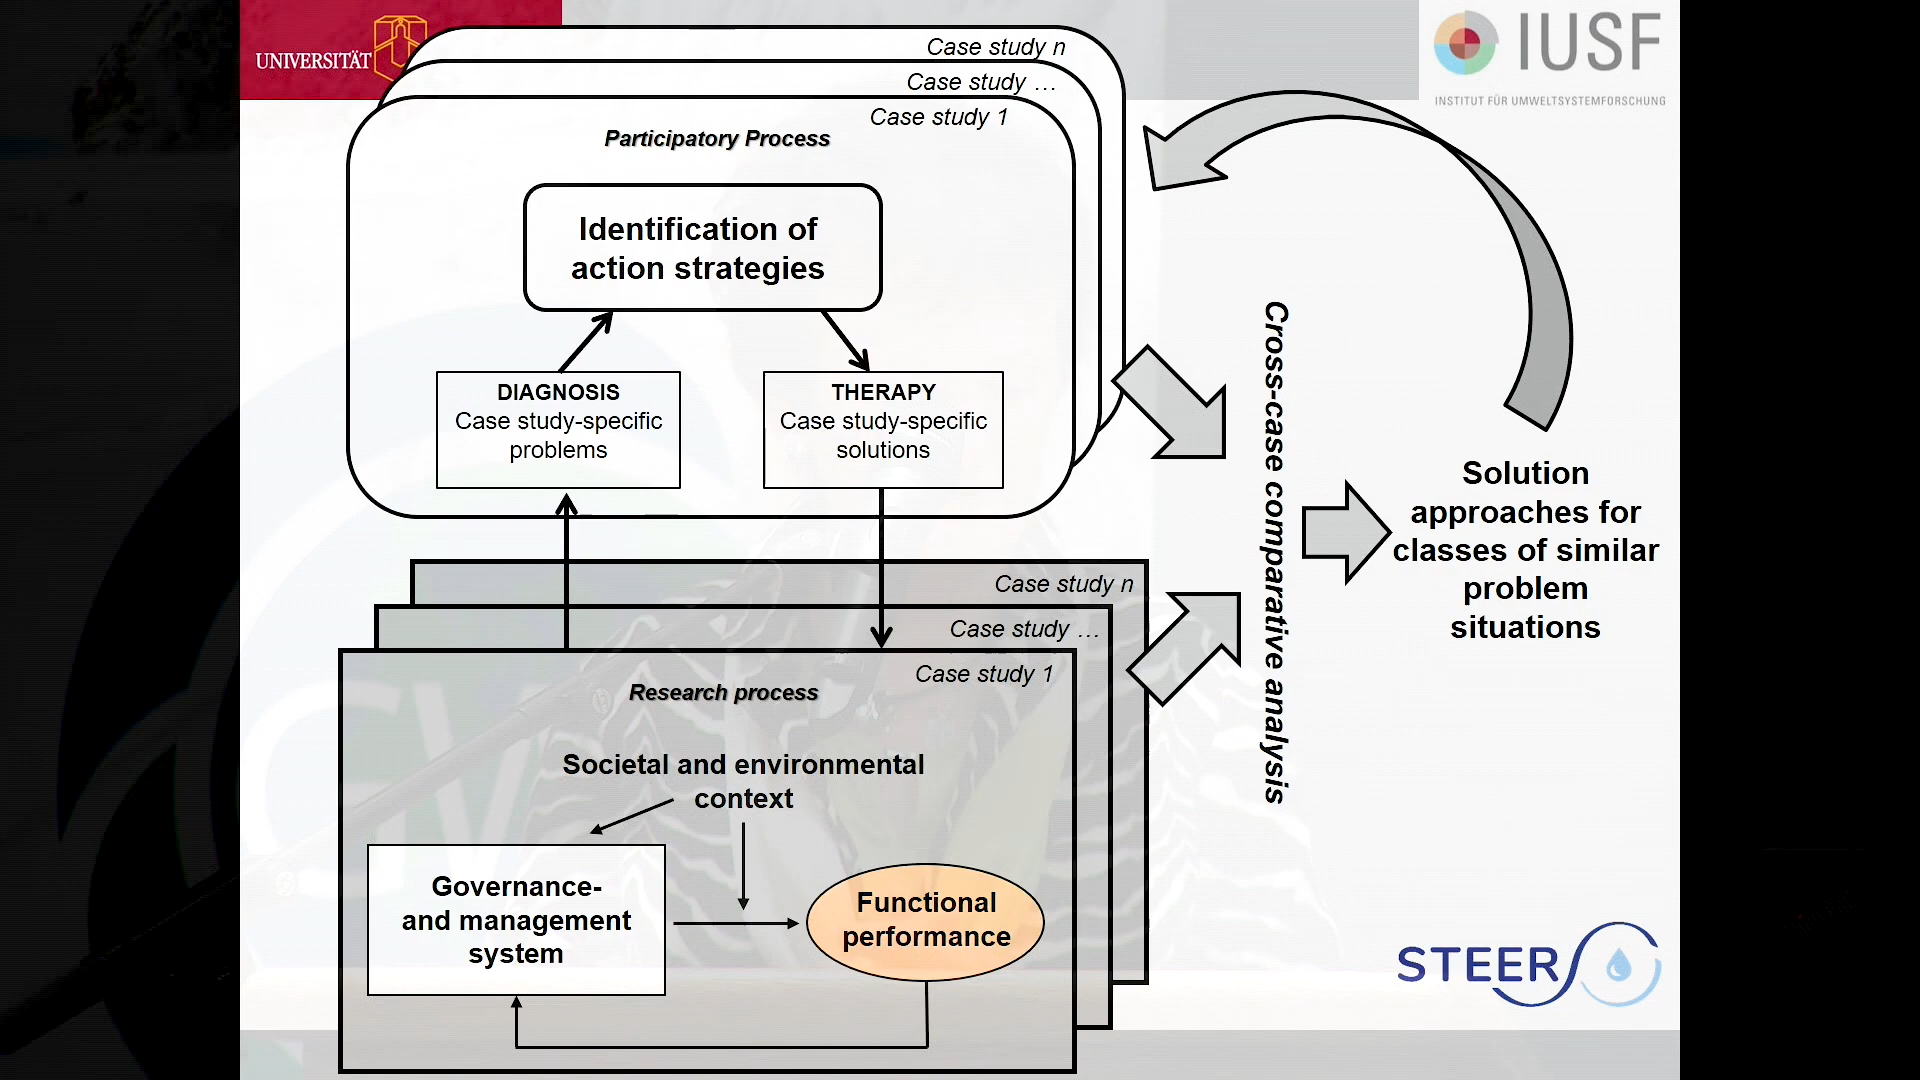 UNIVERSITÄT
IUSF
INSTITUT FÜR UMWELTSYSTEMFORSCHUNG
Case study n
Case study …
Case study 1
Participatory Process
Identification of
action strategies
DIAGNOSIS
Case study-specific
problems
THERAPY
Case study-specific
solutions
Cross-case comparative analysis
Solution
approaches for
classes of similar
problem
situations
Case study n
Case study …
Case study 1
Research process
Societal and environmental
context
Governance-
and management
system
Functional
performance
STEER